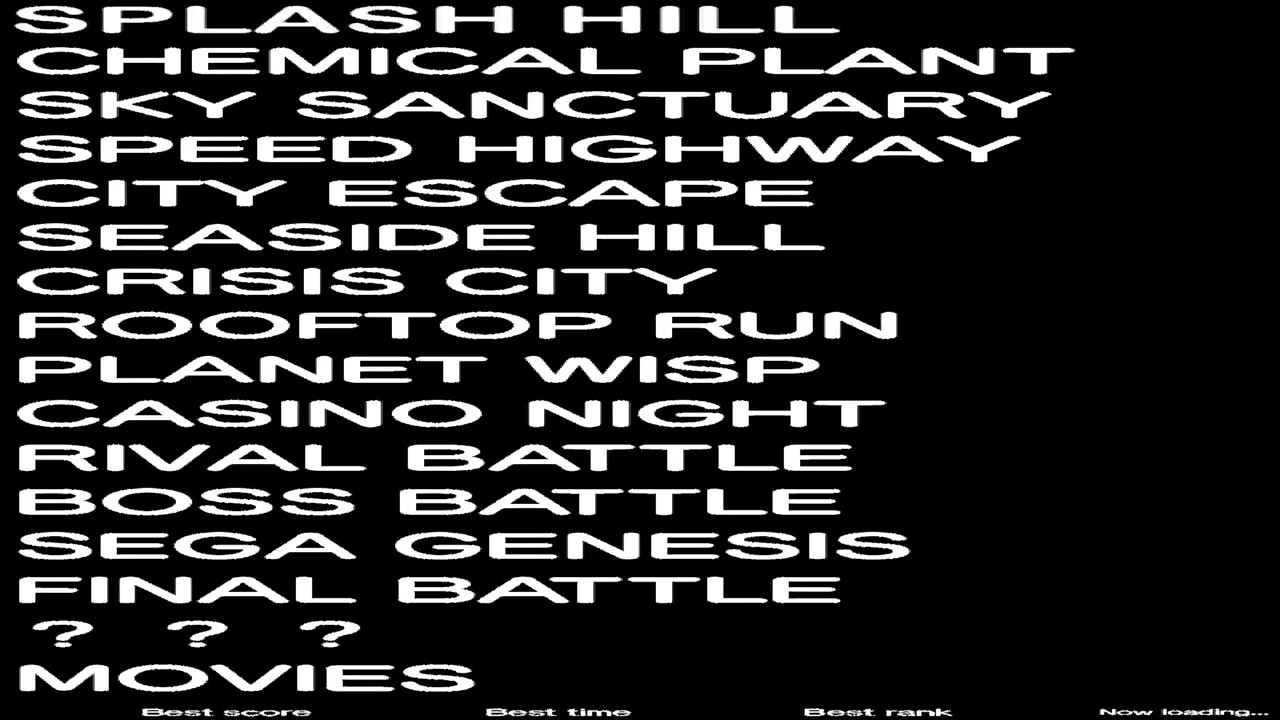 SPLASH HILL
CHEMICAL PLANT
SKY SANCTUARY
SPEED HIGHWAY
CITY ESCAPE
SEASIDE HILL
CRISIS CITY
ROOFTOP RUN
PLANET WISP
CASINO NIGHT
RIVAL BATTLE
BOSS BATTLE
SEGA GENESIS
FINAL BATTLE
? ? ?
MOVIES
Best score Best time Best rank Now loading...